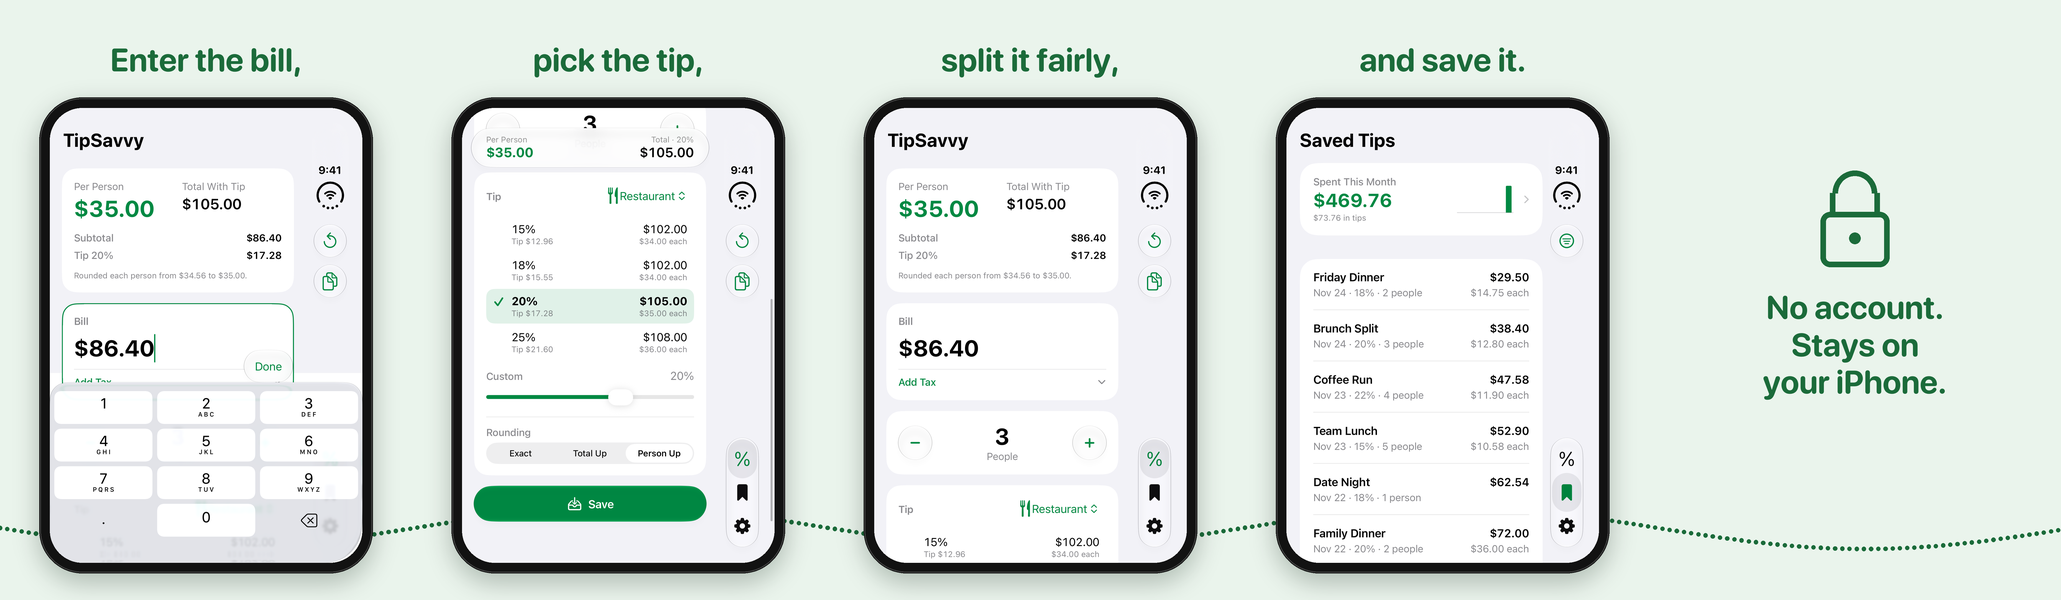 Enter the bill,
TipSavvy
9:41
Per Person
Total With Tip
$35.00
$105.00
Subtotal
$86.40
Tip 20%
$17.28
Rounded each person from $34.56 to $35.00.
Bill
$86.40
Done
Add Tax
1
2
ABC
3
DEF
4
GHI
5
JKL
6
MNO
7
PQRS
8
TUV
9
WXYZ
.
0
15%
$102.00
pick the tip,
3
Per Person
Total · 20%
$35.00
$105.00
9:41
Tip
Restaurant
15%
$102.00
Tip $12.96
$34.00 each
18%
$102.00
Tip $15.55
$34.00 each
20%
$105.00
Tip $17.28
$35.00 each
25%
$108.00
Tip $21.60
$36.00 each
Custom
20%
Rounding
Exact
Total Up
Person Up
Save
%
split it fairly,
TipSavvy
9:41
Per Person
Total With Tip
$35.00
$105.00
Subtotal
$86.40
Tip 20%
$17.28
Rounded each person from $34.56 to $35.00.
Bill
$86.40
Add Tax
3
People
Tip
Restaurant
15%
$102.00
Tip $12.96
$34.00 each
%
and save it.
Saved Tips
9:41
Spent This Month
$469.76
$73.76 in tips
Friday Dinner
$29.50
Nov 24 · 18% · 2 people
$14.75 each
Brunch Split
$38.40
Nov 24 · 20% · 3 people
$12.80 each
Coffee Run
$47.58
Nov 23 · 22% · 4 people
$11.90 each
Team Lunch
$52.90
Nov 23 · 15% · 5 people
$10.58 each
Date Night
$62.54
Nov 22 · 18% · 1 person
Family Dinner
$72.00
Nov 22 · 20% · 2 people
$36.00 each
%
No account.
Stays on
your iPhone.